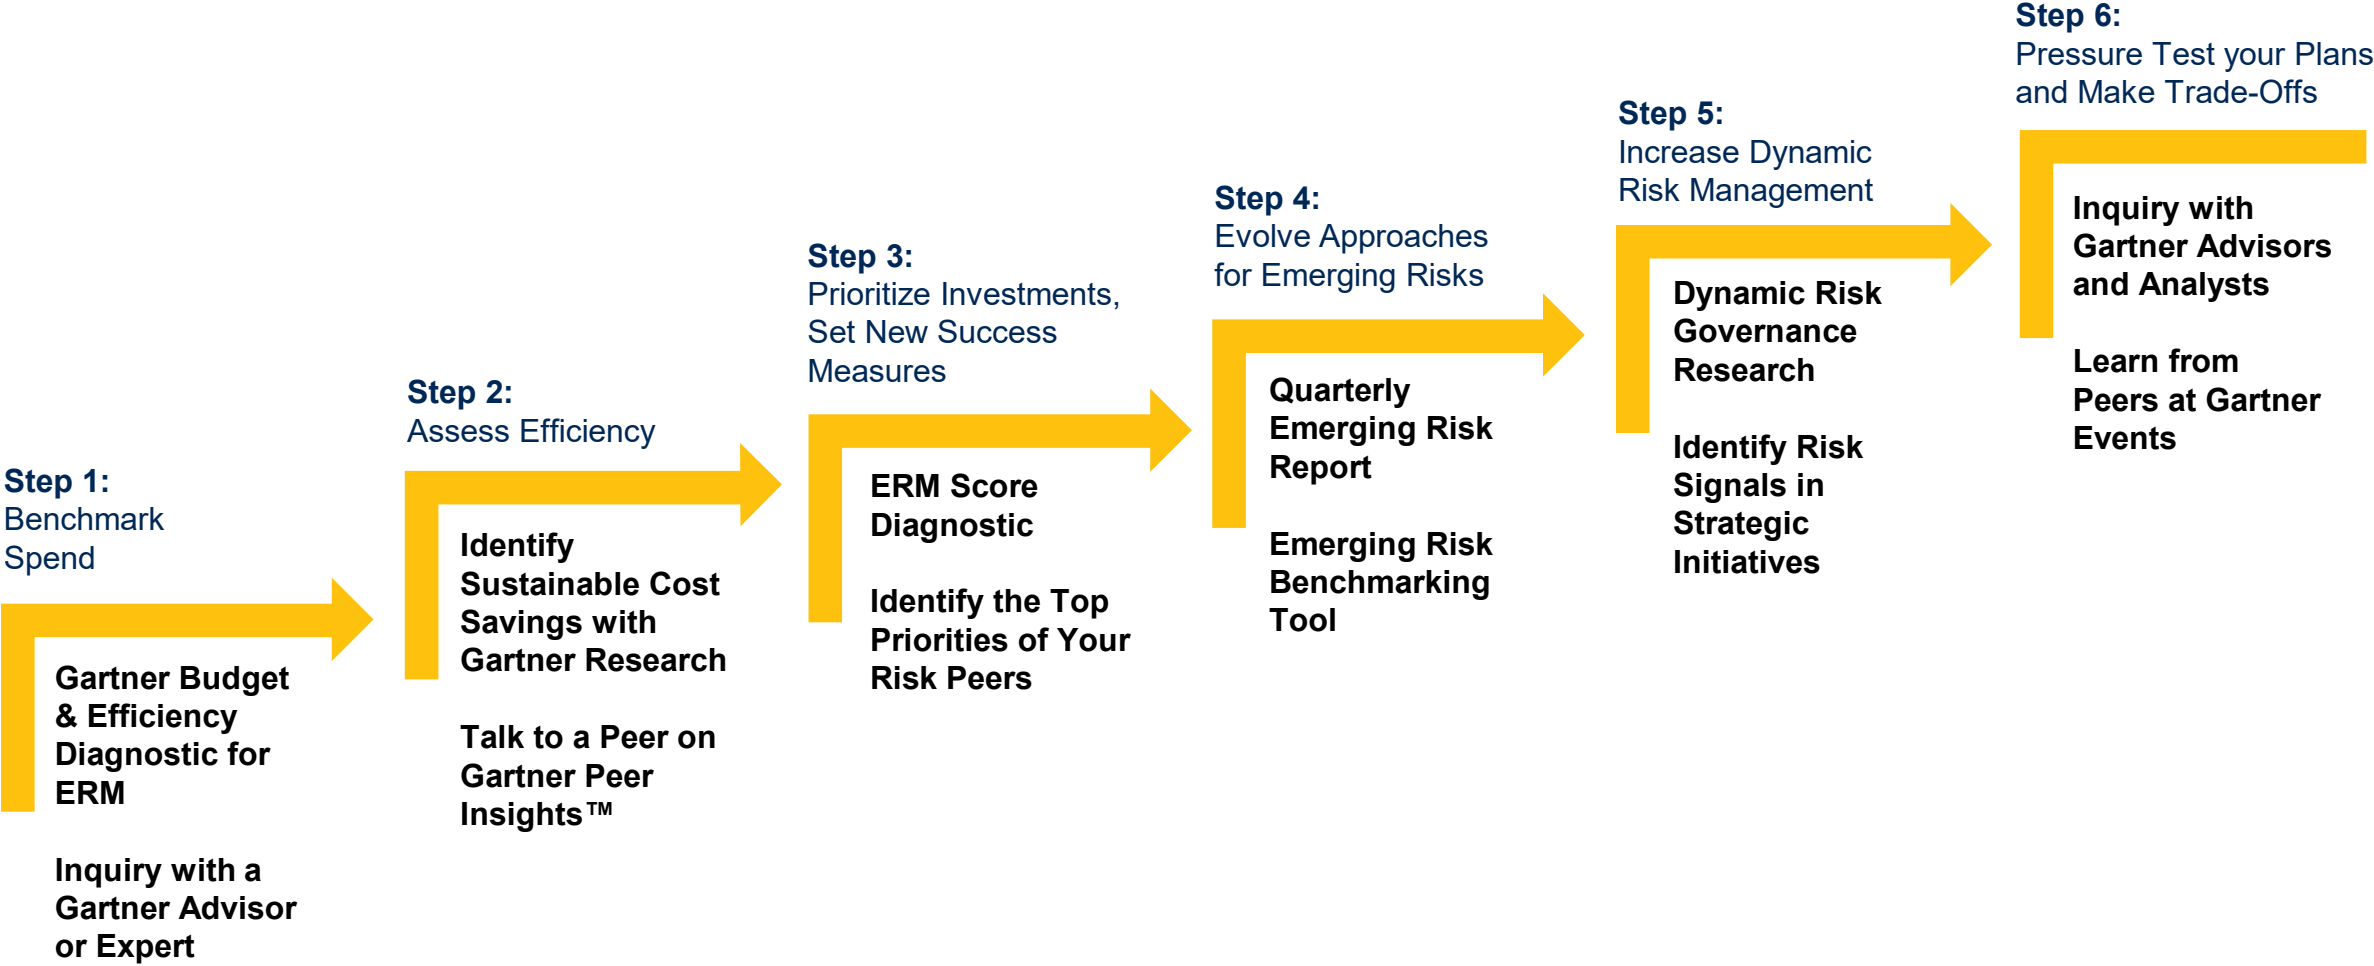 Step 1:
Benchmark
Spend
Gartner Budget
& Efficiency
Diagnostic for
ERM
Inquiry with a
Gartner Advisor
or Expert
Step 2:
Assess Efficiency
Identify
Sustainable Cost
Savings with
Gartner Research
Talk to a Peer on
Gartner Peer
Insights™
Step 3:
Prioritize Investments,
Set New Success
Measures
ERM Score
Diagnostic
Identify the Top
Priorities of Your
Risk Peers
Step 4:
Evolve Approaches
for Emerging Risks
Quarterly
Emerging Risk
Report
Emerging Risk
Benchmarking
Tool
Step 5:
Increase Dynamic
Risk Management
Dynamic Risk
Governance
Research
Identify Risk
Signals in
Strategic
Initiatives
Step 6:
Pressure Test your Plans
and Make Trade-Offs
Inquiry with
Gartner Advisors
and Analysts
Learn from
Peers at Gartner
Events